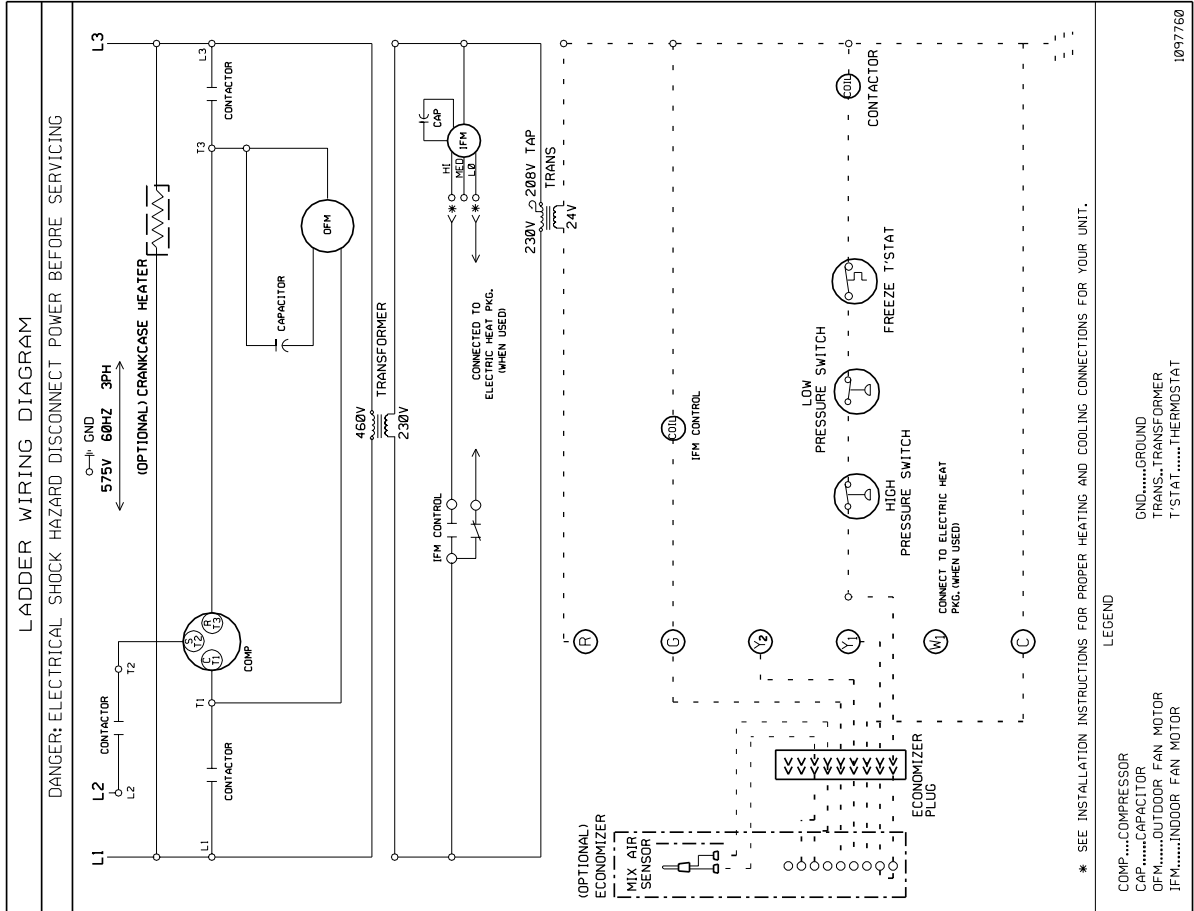 LADDER WIRING DIAGRAM
DANGER: ELECTRICAL SHOCK HAZARD DISCONNECT POWER BEFORE SERVICING
L1
L2
GND
575V 60HZ 3PH
L3
L2
CONTACTOR
T2
(OPTIONAL) CRANKCASE HEATER
L1
CONTACTOR
T1
C
T1
S
T2
R
T3
COMP
T3
CONTACTOR
L3
CAPACITOR
OFM
460V
TRANSFORMER
230V
IFM CONTROL
CONNECTED TO
ELECTRIC HEAT PKG.
(WHEN USED)
*
*
HI
MED
LO
CAP
IFM
230V
208V TAP
TRANS
24V
R
G
COIL
IFM CONTROL
Y2
Y1
HIGH
PRESSURE SWITCH
LOW
PRESSURE SWITCH
FREEZE T'STAT
COIL
CONTACTOR
W1
CONNECT TO ELECTRIC HEAT
PKG. (WHEN USED)
C
(OPTIONAL)
ECONOMIZER
MIX AIR
SENSOR
ECONOMIZER
PLUG
* SEE INSTALLATION INSTRUCTIONS FOR PROPER HEATING AND COOLING CONNECTIONS FOR YOUR UNIT.
LEGEND
COMP....COMPRESSOR
CAP.....CAPACITOR
OFM.....OUTDOOR FAN MOTOR
IFM.....INDOOR FAN MOTOR
GND......GROUND
TRANS..TRANSFORMER
T'STAT.....THERMOSTAT
1097760